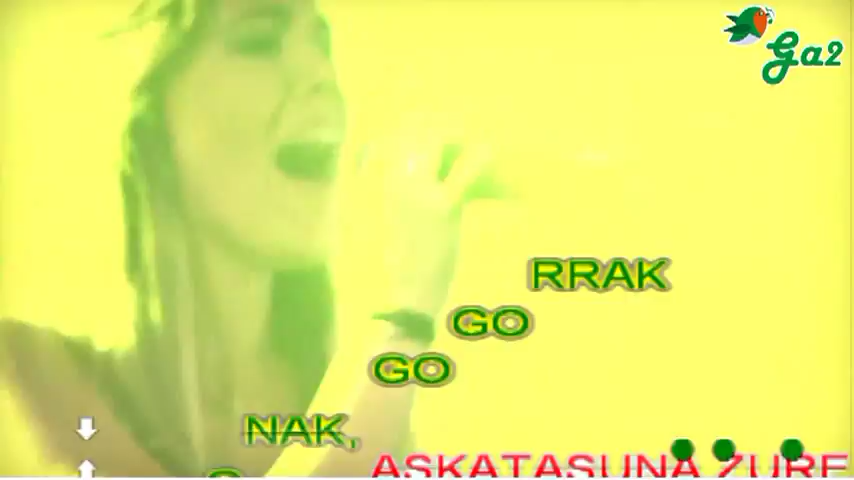 Ga2
RRAK
GO
GO
NAK,
ASKATASUNA ZURE